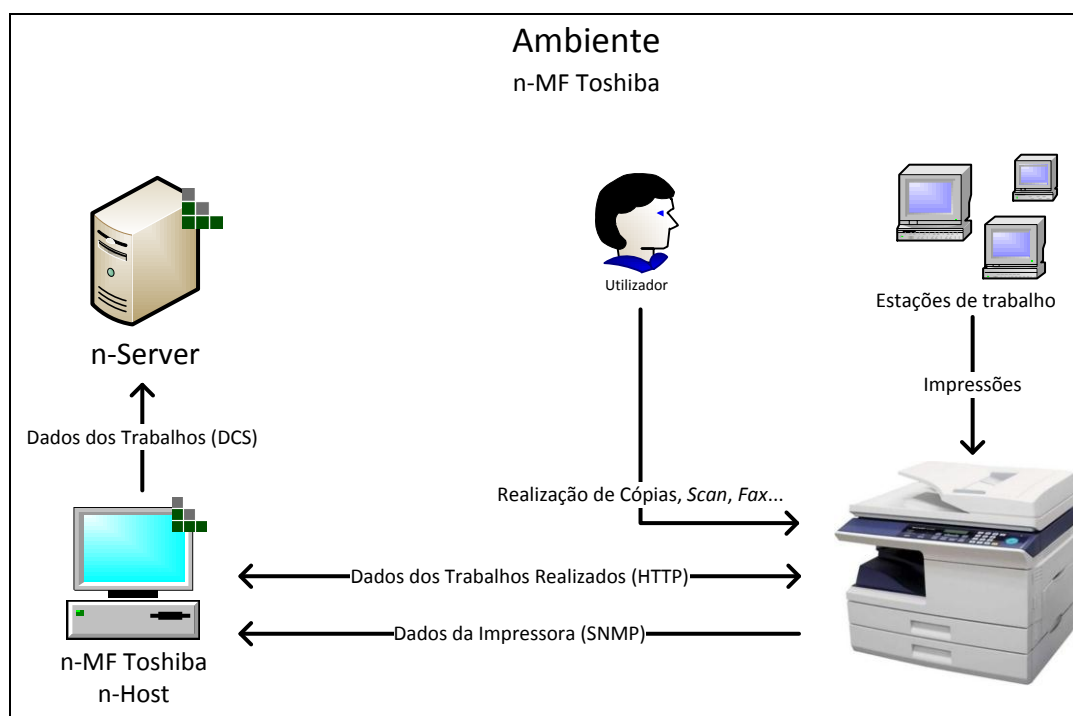 Ambiente
n-MF Toshiba
Utilizador
Estações de trabalho
n-Server
Impressões
Dados dos Trabalhos (DCS)
Realização de Cópias, Scan, Fax...
Dados dos Trabalhos Realizados (HTTP)
Dados da Impressora (SNMP)
n-MF Toshiba
n-Host